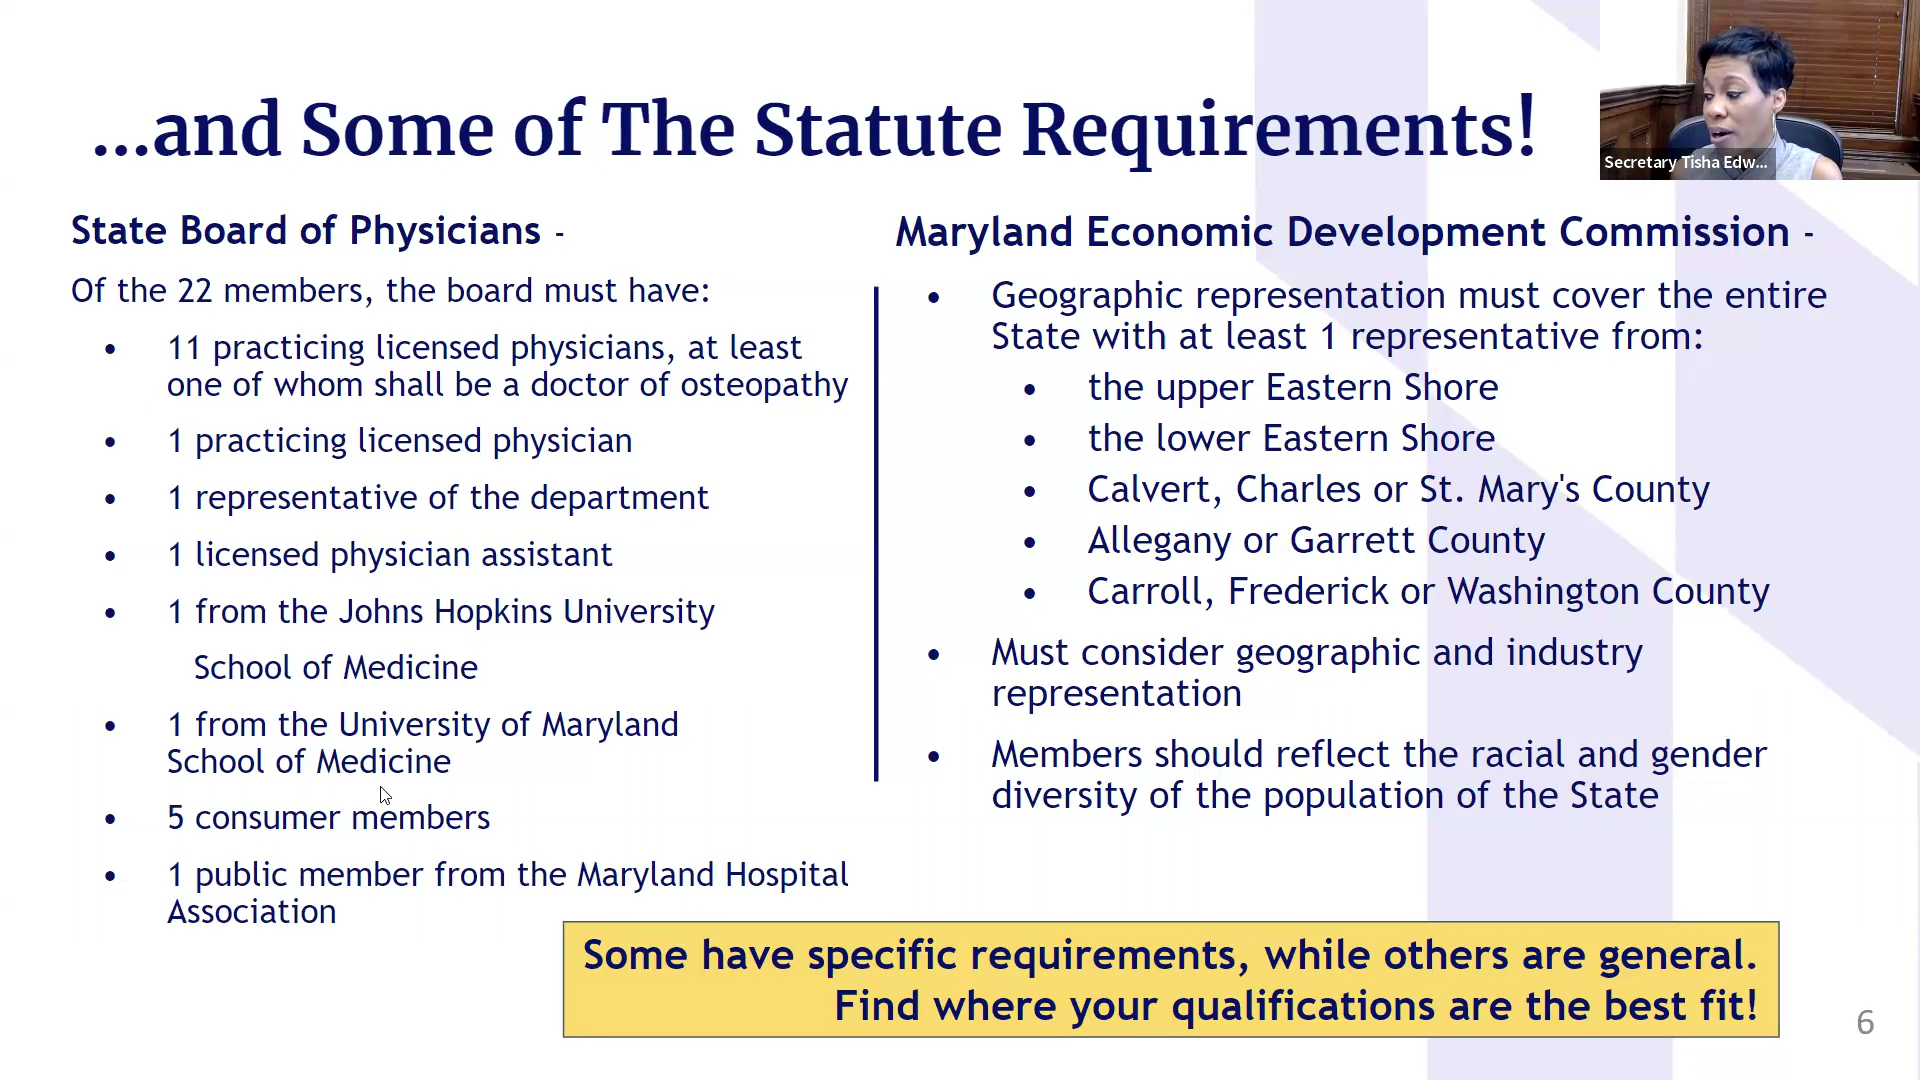 ...and Some of The Statute Requirements!
Secretary Tisha Edw...
State Board of Physicians -
Of the 22 members, the board must have:
• 11 practicing licensed physicians, at least
one of whom shall be a doctor of osteopathy
• 1 practicing licensed physician
• 1 representative of the department
• 1 licensed physician assistant
• 1 from the Johns Hopkins University
School of Medicine
• 1 from the University of Maryland
School of Medicine
• 5 consumer members
• 1 public member from the Maryland Hospital
Association
Maryland Economic Development Commission -
• Geographic representation must cover the entire
State with at least 1 representative from:
• the upper Eastern Shore
• the lower Eastern Shore
• Calvert, Charles or St. Mary's County
• Allegany or Garrett County
• Carroll, Frederick or Washington County
• Must consider geographic and industry
representation
• Members should reflect the racial and gender
diversity of the population of the State
Some have specific requirements, while others are general.
Find where your qualifications are the best fit!
6